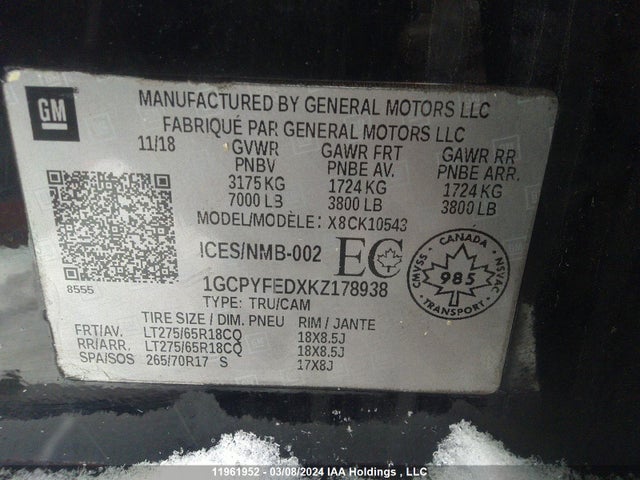 GM
MANUFACTURED BY GENERAL MOTORS LLC
FABRIQUÉ PAR GENERAL MOTORS LLC
11/18 GVWR GAWR FRT GAWR RR
PNBV PNBE AV. PNBE ARR.
3175 KG 1724 KG 1724 KG
7000 LB 3800 LB 3800 LB
MODEL/MODÈLE: X8CK10543
ICES/NMB-002 EC
8555
1GCPYFEDXKZ178938
TYPE: TRU/CAM
CANADA
CMVSS NSVAC
985
TRANSPORT
TIRE SIZE / DIM. PNEU RIM / JANTE
FRT/AV. LT275/65R18CQ 18X8.5J
RR/ARR. LT275/65R18CQ 18X8.5J
SPA/SOS 265/70R17 S 17X8J
11961952 - 03/08/2024 IAA Holdings , LLC